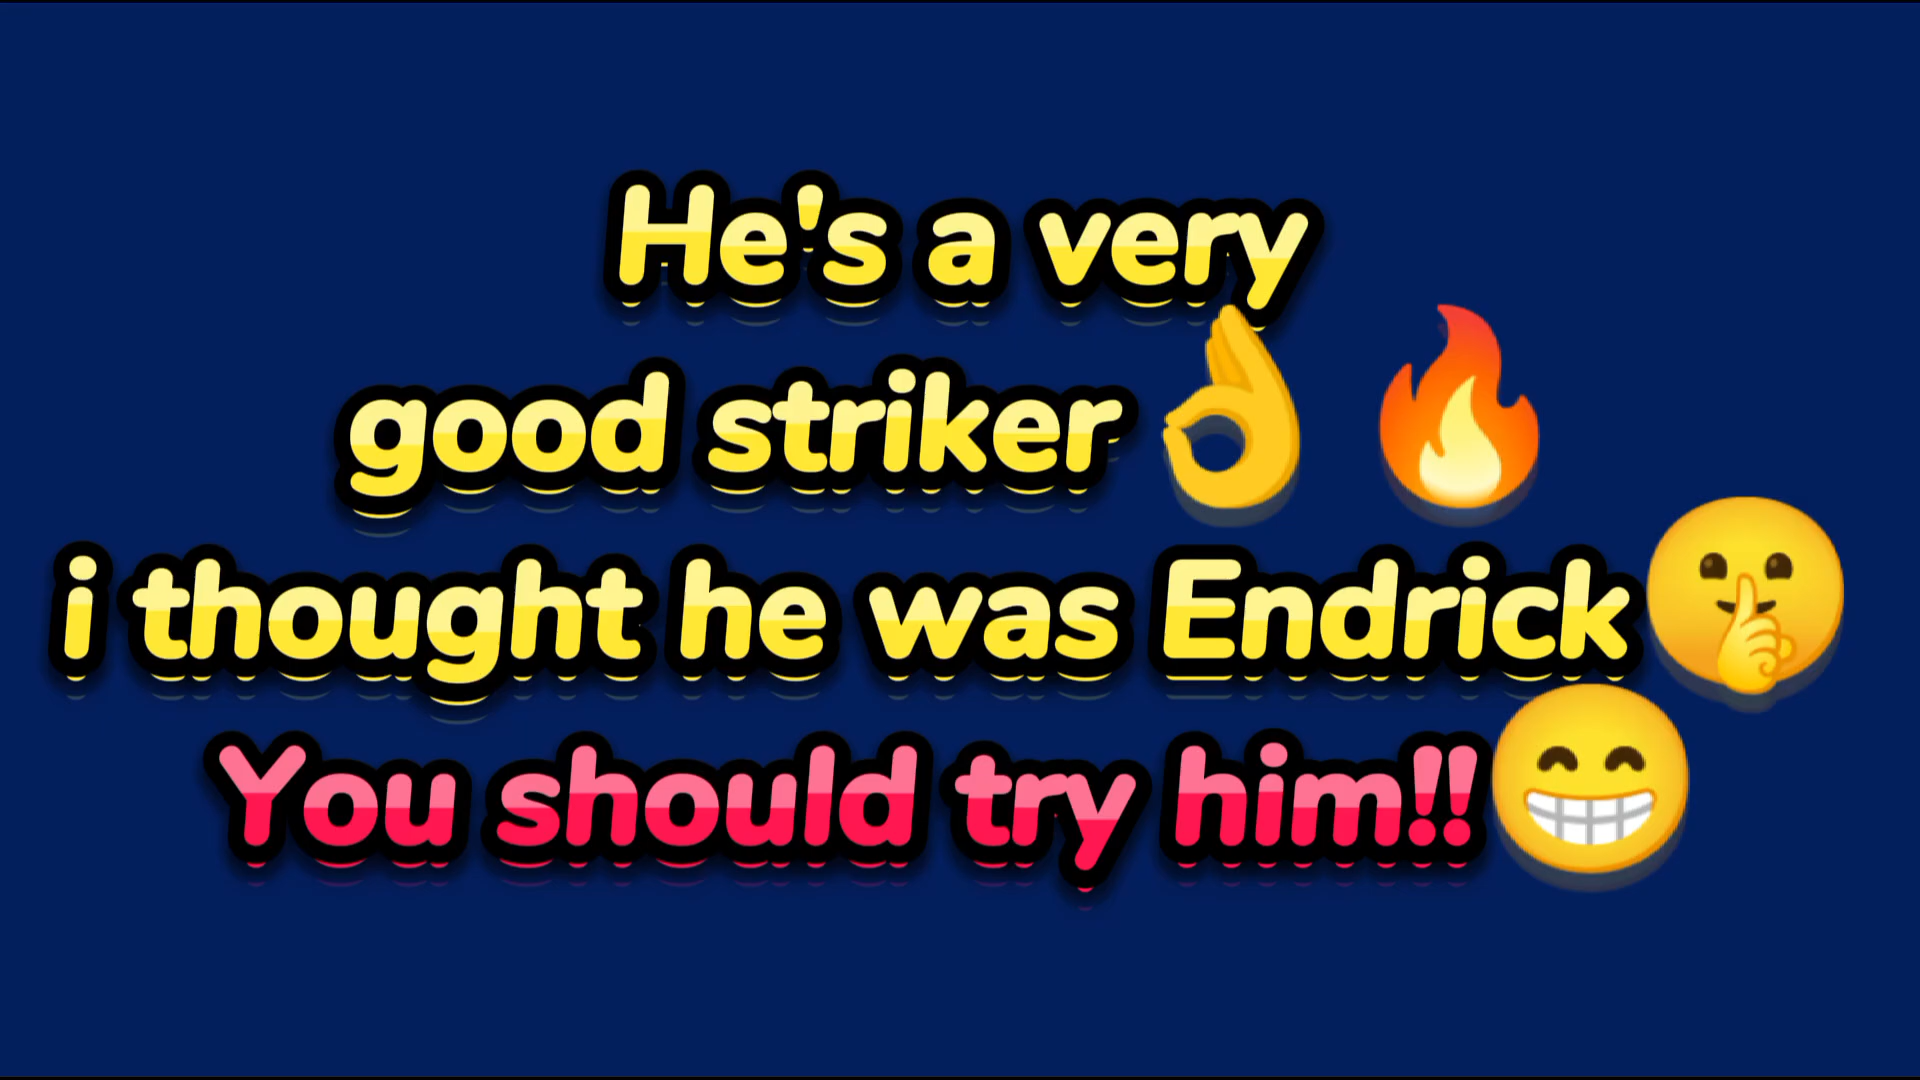 He's a very
good striker👌 🔥
i thought he was Endrick🤫
You should try him!!😁